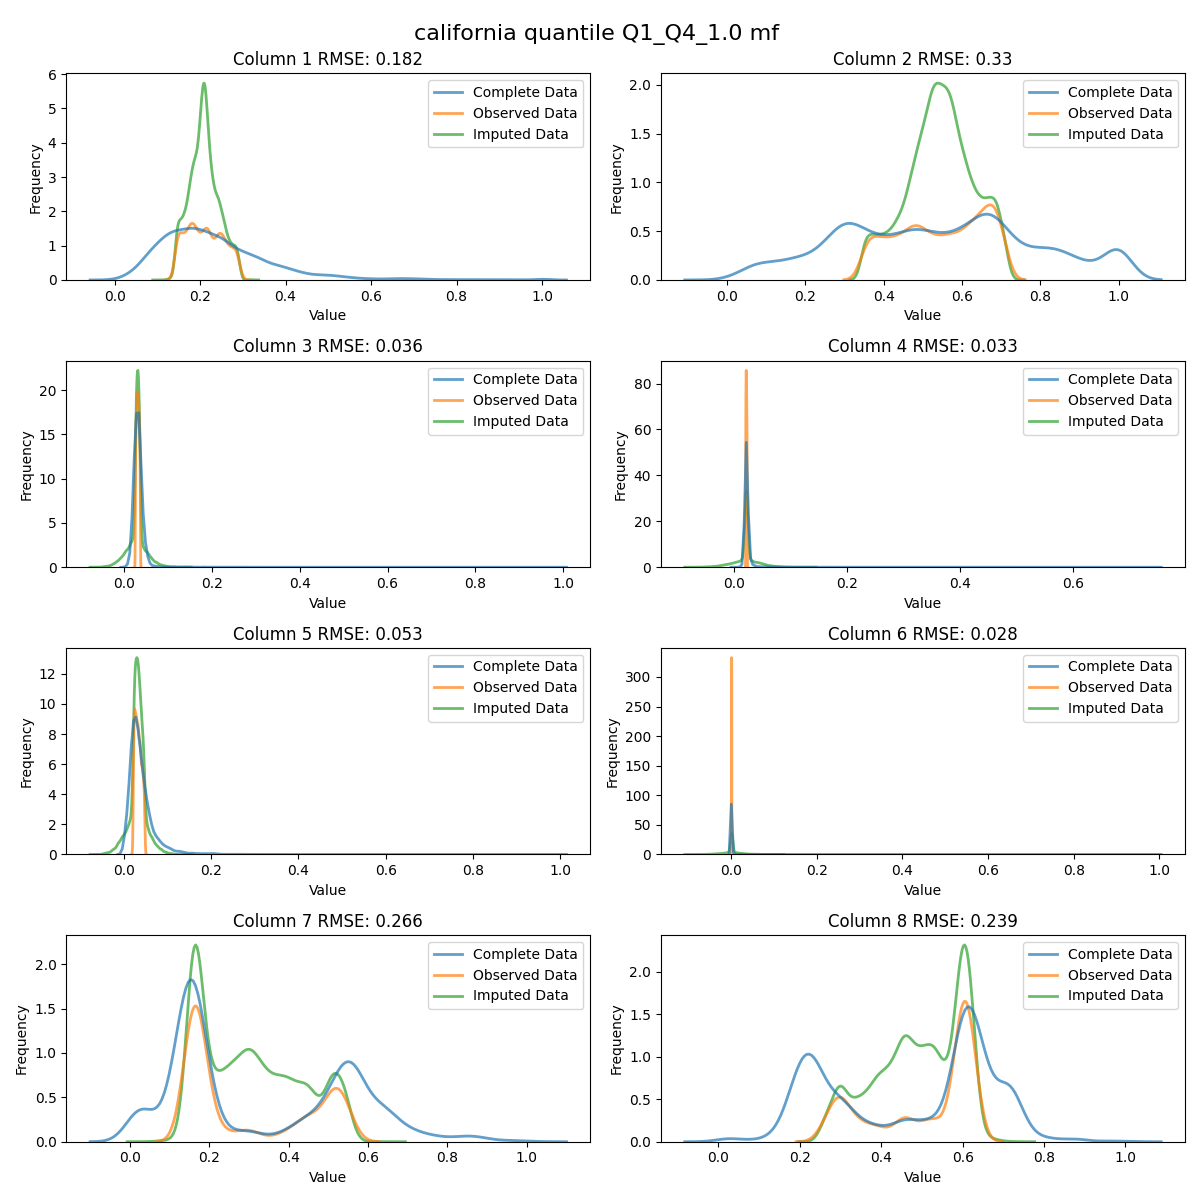 california quantile Q1_Q4_1.0 mf
Column 1 RMSE: 0.182
Frequency
6
5
4
3
2
1
0
Complete Data
Observed Data
Imputed Data
0.0 0.2 0.4 0.6 0.8 1.0
Value
Column 2 RMSE: 0.33
Frequency
2.0
1.5
1.0
0.5
0.0
Complete Data
Observed Data
Imputed Data
0.0 0.2 0.4 0.6 0.8 1.0
Value
Column 3 RMSE: 0.036
Frequency
20
15
10
5
0
Complete Data
Observed Data
Imputed Data
0.0 0.2 0.4 0.6 0.8 1.0
Value
Column 4 RMSE: 0.033
Frequency
80
60
40
20
0
Complete Data
Observed Data
Imputed Data
0.0 0.2 0.4 0.6
Value
Column 5 RMSE: 0.053
Frequency
12
10
8
6
4
2
0
Complete Data
Observed Data
Imputed Data
0.0 0.2 0.4 0.6 0.8 1.0
Value
Column 6 RMSE: 0.028
Frequency
300
250
200
150
100
50
0
Complete Data
Observed Data
Imputed Data
0.0 0.2 0.4 0.6 0.8 1.0
Value
Column 7 RMSE: 0.266
Frequency
2.0
1.5
1.0
0.5
0.0
Complete Data
Observed Data
Imputed Data
0.0 0.2 0.4 0.6 0.8 1.0
Value
Column 8 RMSE: 0.239
Frequency
2.0
1.5
1.0
0.5
0.0
Complete Data
Observed Data
Imputed Data
0.0 0.2 0.4 0.6 0.8 1.0
Value